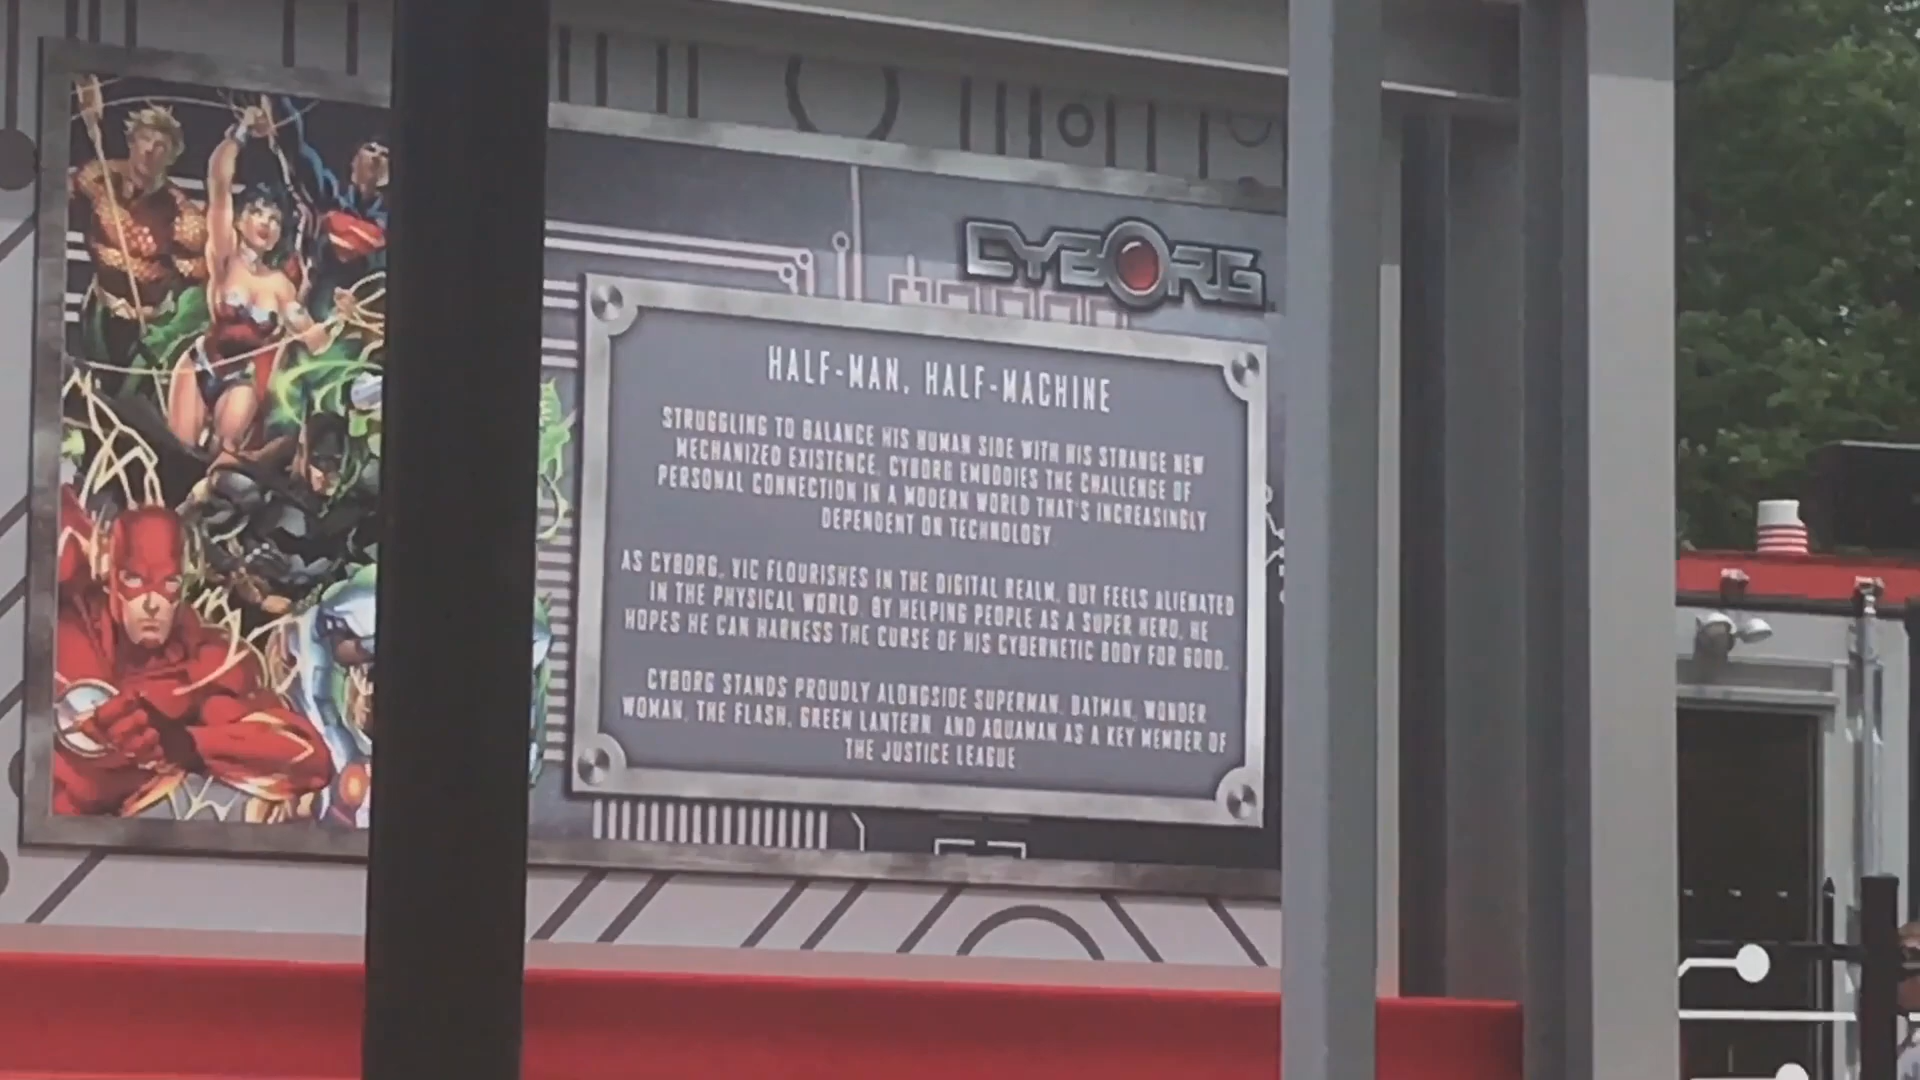 CYBORG
HALF-MAN, HALF-MACHINE
STRUGGLING TO BALANCE HIS HUMAN SIDE WITH HIS STRANGE NEW
MECHANIZED EXISTENCE, CYBORG EMBODIES THE CHALLENGE OF
PERSONAL CONNECTION IN A MODERN WORLD THAT'S INCREASINGLY
DEPENDENT ON TECHNOLOGY.
AS CYBORG, VIC FLOURISHES IN THE DIGITAL REALM, BUT FEELS ALIENATED
IN THE PHYSICAL WORLD. BY HELPING PEOPLE AS A SUPER HERO, HE
HOPES HE CAN HARNESS THE CURSE OF HIS CYBERNETIC BODY FOR GOOD.
CYBORG STANDS PROUDLY ALONGSIDE SUPERMAN, BATMAN, WONDER
WOMAN, THE FLASH, GREEN LANTERN, AND AQUAMAN AS A KEY MEMBER OF
THE JUSTICE LEAGUE